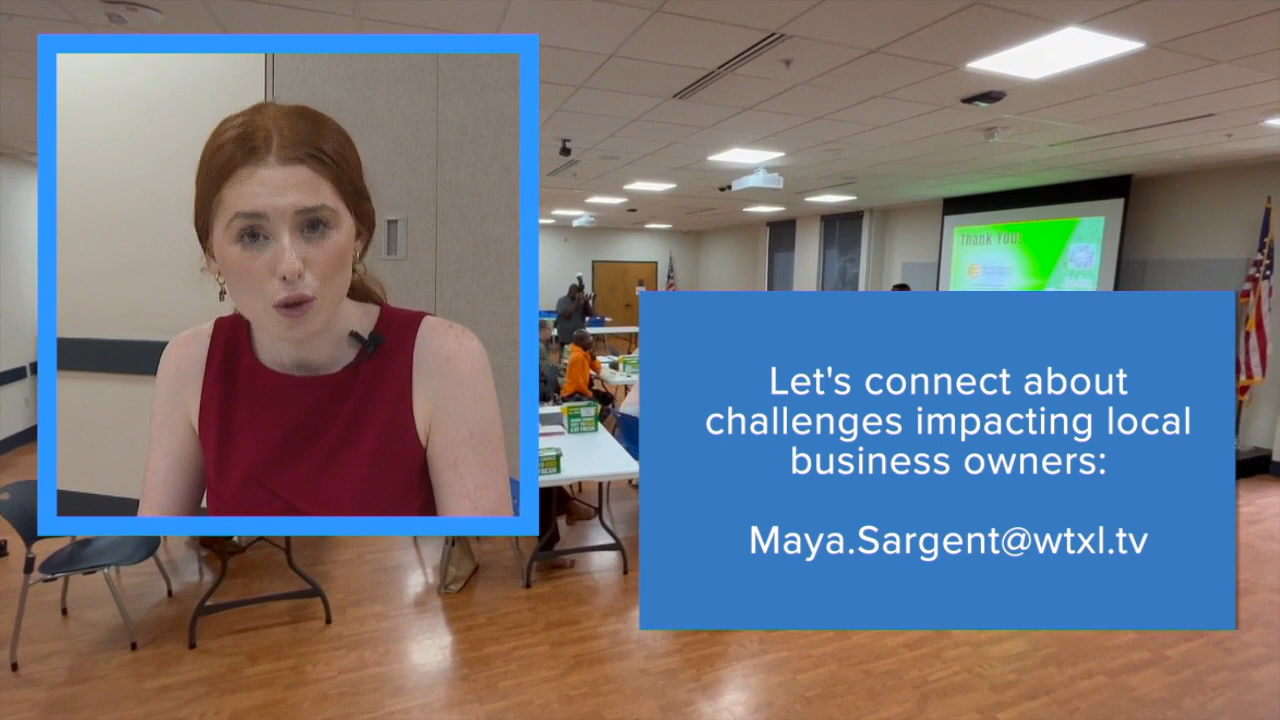 Thank You!
Let's connect about
challenges impacting local
business owners:
Maya.Sargent@wtxl.tv